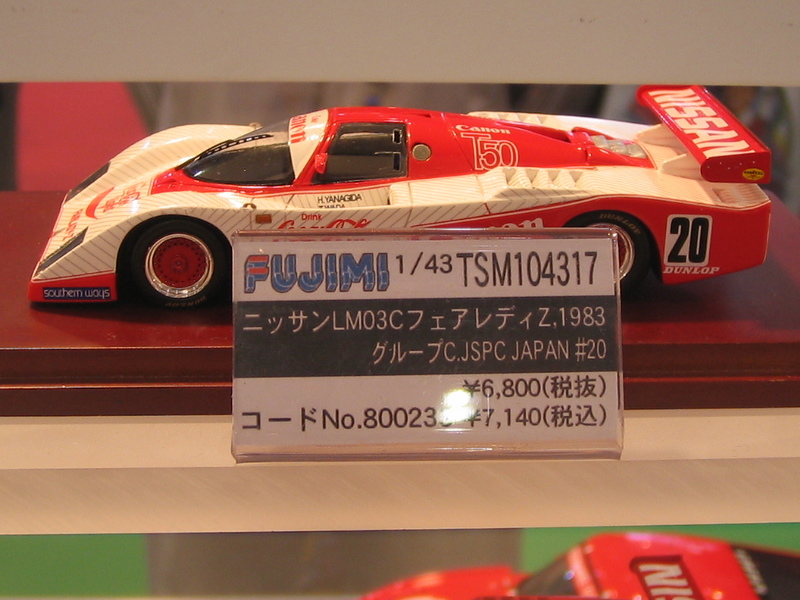 NISSAN
Canon
T50
H.YANAGIDA
Drink
20
DUNLOP
DUNLOP
southern ways
FUJIMI 1/43 TSM104317
ニッサンLM03CフェアレディZ,1983
グループC.JSPC JAPAN #20
¥6,800(税抜)
コードNo.80023 ¥7,140(税込)